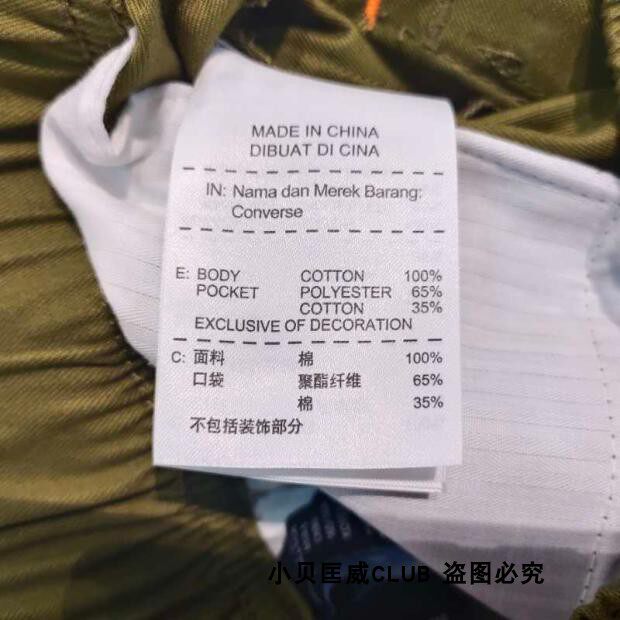 MADE IN CHINA
DIBUAT DI CINA
IN: Nama dan Merek Barang:
Converse
E: BODY COTTON 100%
POCKET POLYESTER 65%
COTTON 35%
EXCLUSIVE OF DECORATION
C: 面料 棉 100%
口袋 聚酯纤维 65%
棉 35%
不包括装饰部分
小贝匡威CLUB 盗图必究